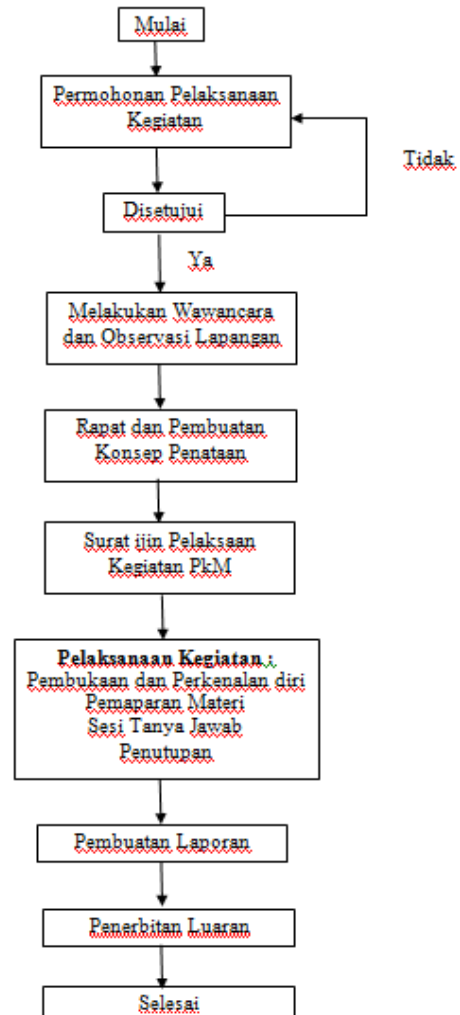 Mulai
Permohonan Pelaksanaan
Kegiatan
Tidak
Disetujui
Ya
Melakukan Wawancara
dan Observasi Lapangan
Rapat dan Pembuatan
Konsep Penataan
Surat ijin Pelaksaan
Kegiatan PkM
Pelaksanaan Kegiatan :
Pembukaan dan Perkenalan diri
Pemaparan Materi
Sesi Tanya Jawab
Penutupan
Pembuatan Laporan
Penerbitan Luaran
Selesai